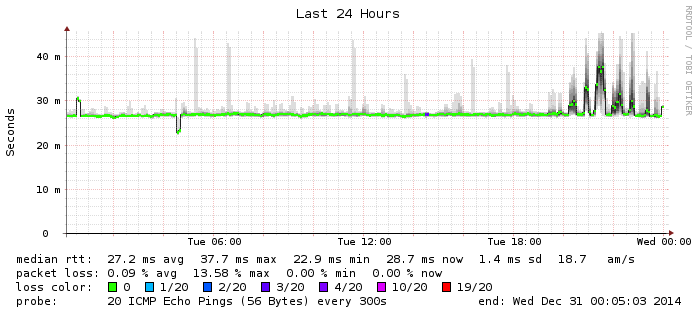 Last 24 Hours
RRDTOOL / TOBI OETIKER
Seconds
40 m
30 m
20 m
10 m
0
Tue 06:00 Tue 12:00 Tue 18:00 Wed 00:00
median rtt: 27.2 ms avg 37.7 ms max 22.9 ms min 28.7 ms now 1.4 ms sd 18.7 am/s
packet loss: 0.09 % avg 13.58 % max 0.00 % min 0.00 % now
loss color: 0 1/20 2/20 3/20 4/20 10/20 19/20
probe: 20 ICMP Echo Pings (56 Bytes) every 300s end: Wed Dec 31 00:05:03 2014